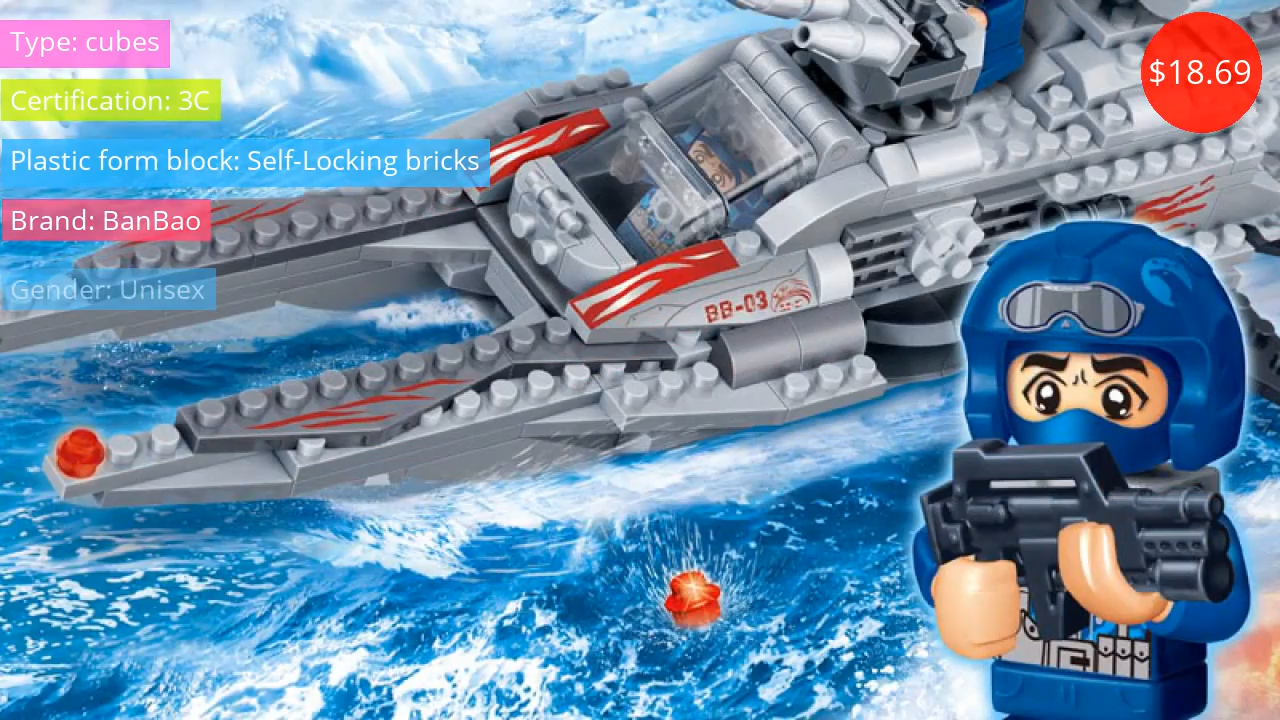 Type: cubes
$18.69
Certification: 3C
Plastic form block: Self-Locking bricks
Brand: BanBao
Gender: Unisex
BB-03